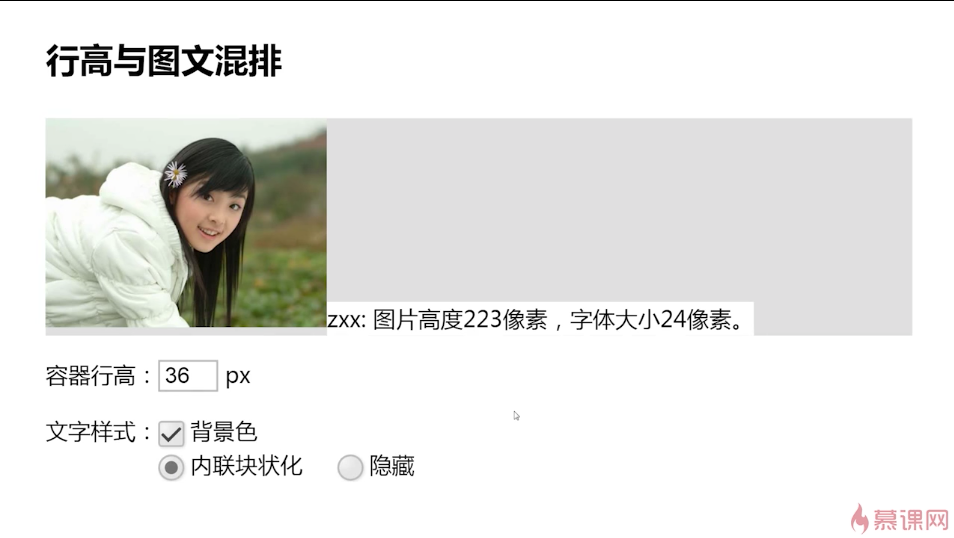 行高与图文混排
zxx: 图片高度223像素，字体大小24像素。
容器行高：36 px
文字样式：背景色
内联块状化 隐藏
慕课网